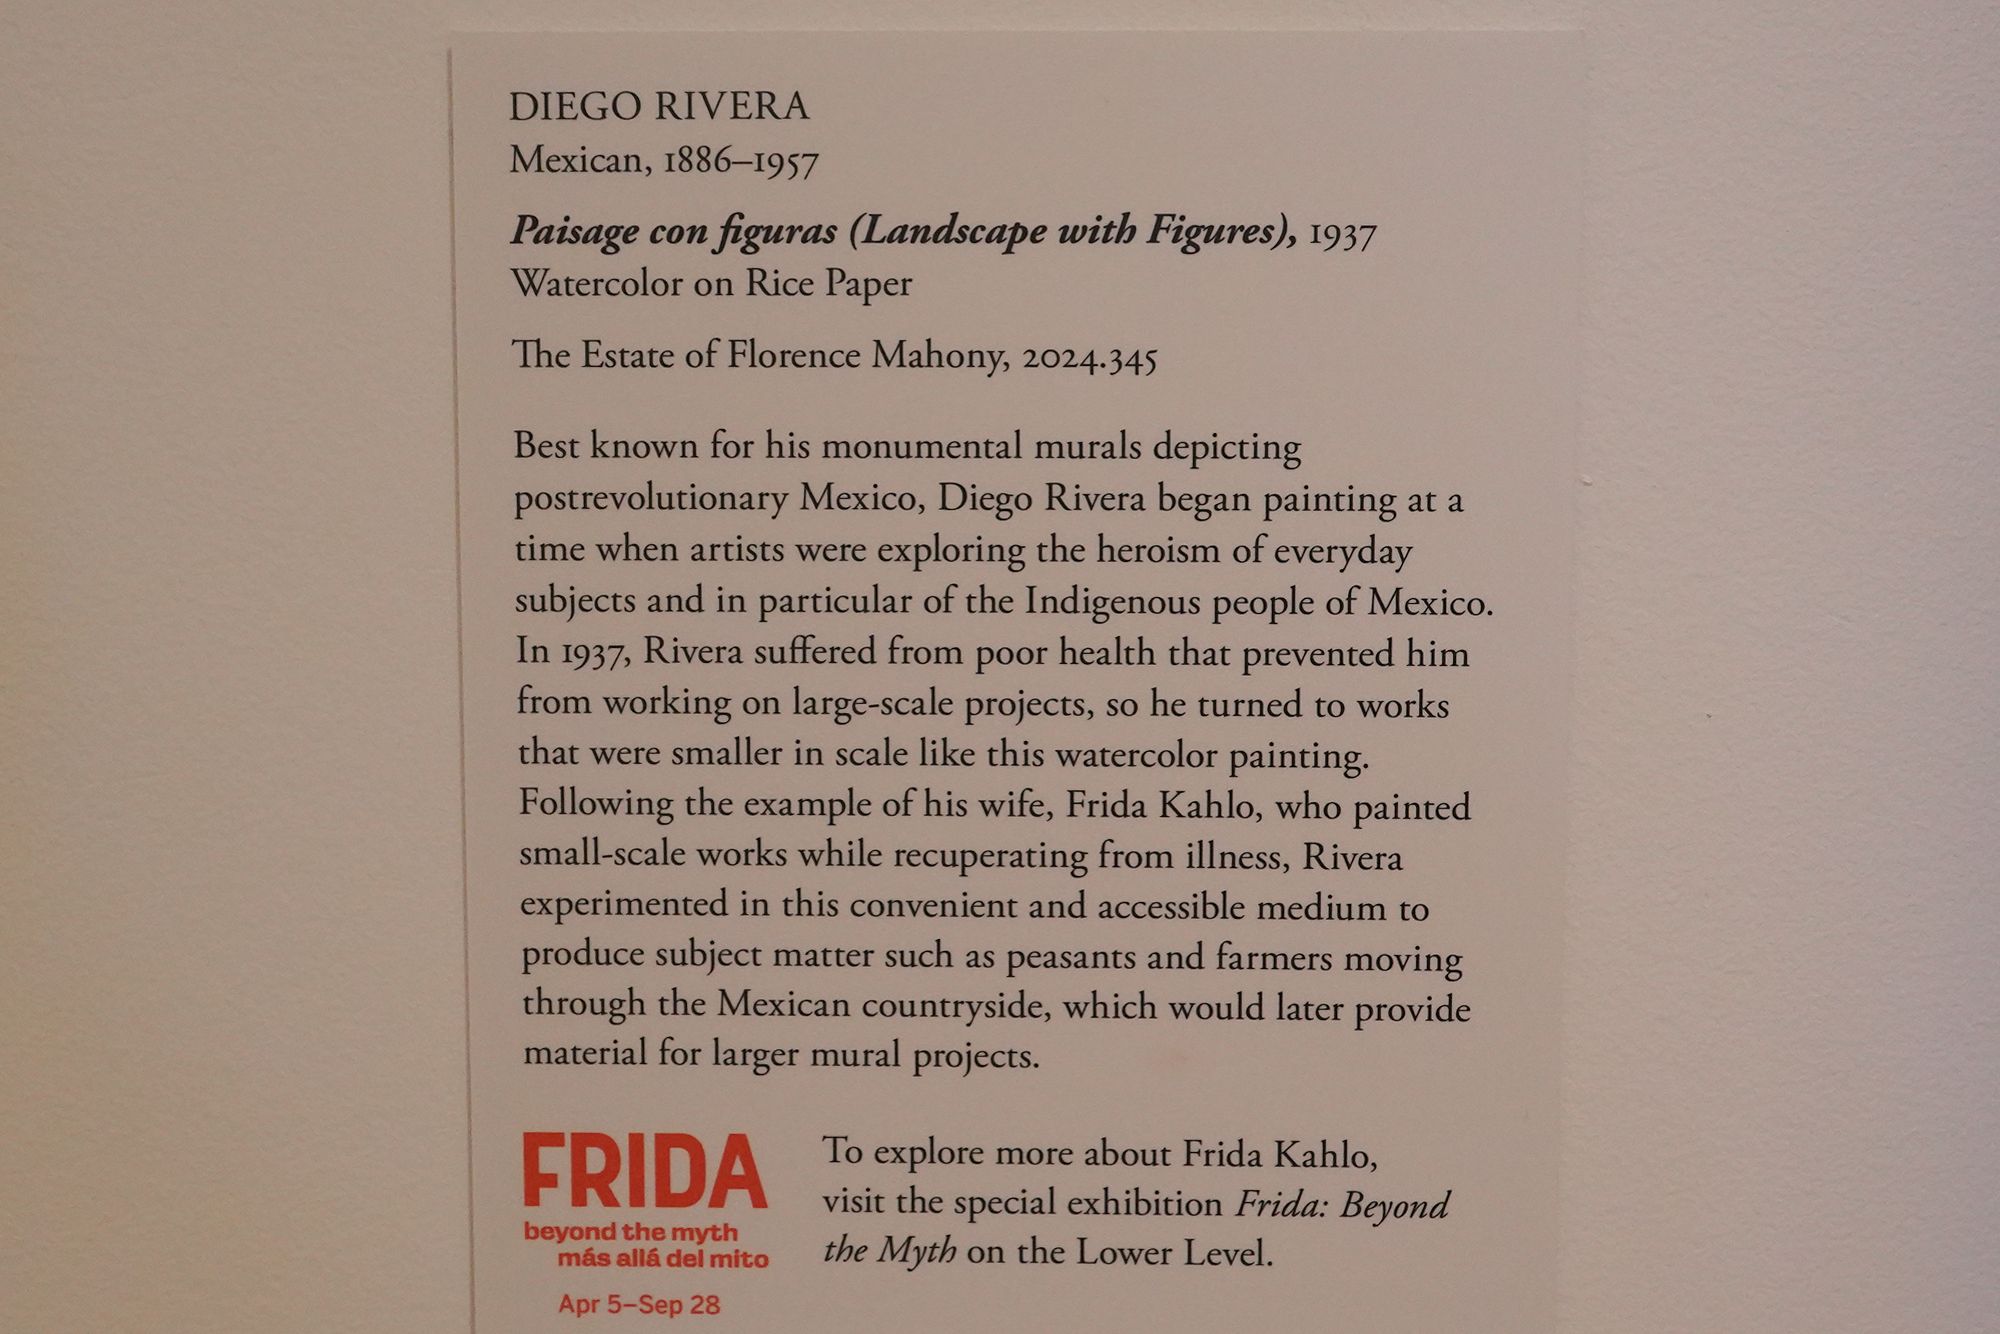 DIEGO RIVERA
Mexican, 1886–1957
Paisage con figuras (Landscape with Figures), 1937
Watercolor on Rice Paper
The Estate of Florence Mahony, 2024.345
Best known for his monumental murals depicting
postrevolutionary Mexico, Diego Rivera began painting at a
time when artists were exploring the heroism of everyday
subjects and in particular of the Indigenous people of Mexico.
In 1937, Rivera suffered from poor health that prevented him
from working on large-scale projects, so he turned to works
that were smaller in scale like this watercolor painting.
Following the example of his wife, Frida Kahlo, who painted
small-scale works while recuperating from illness, Rivera
experimented in this convenient and accessible medium to
produce subject matter such as peasants and farmers moving
through the Mexican countryside, which would later provide
material for larger mural projects.
FRIDA
beyond the myth
más allá del mito
Apr 5–Sep 28
To explore more about Frida Kahlo,
visit the special exhibition Frida: Beyond
the Myth on the Lower Level.